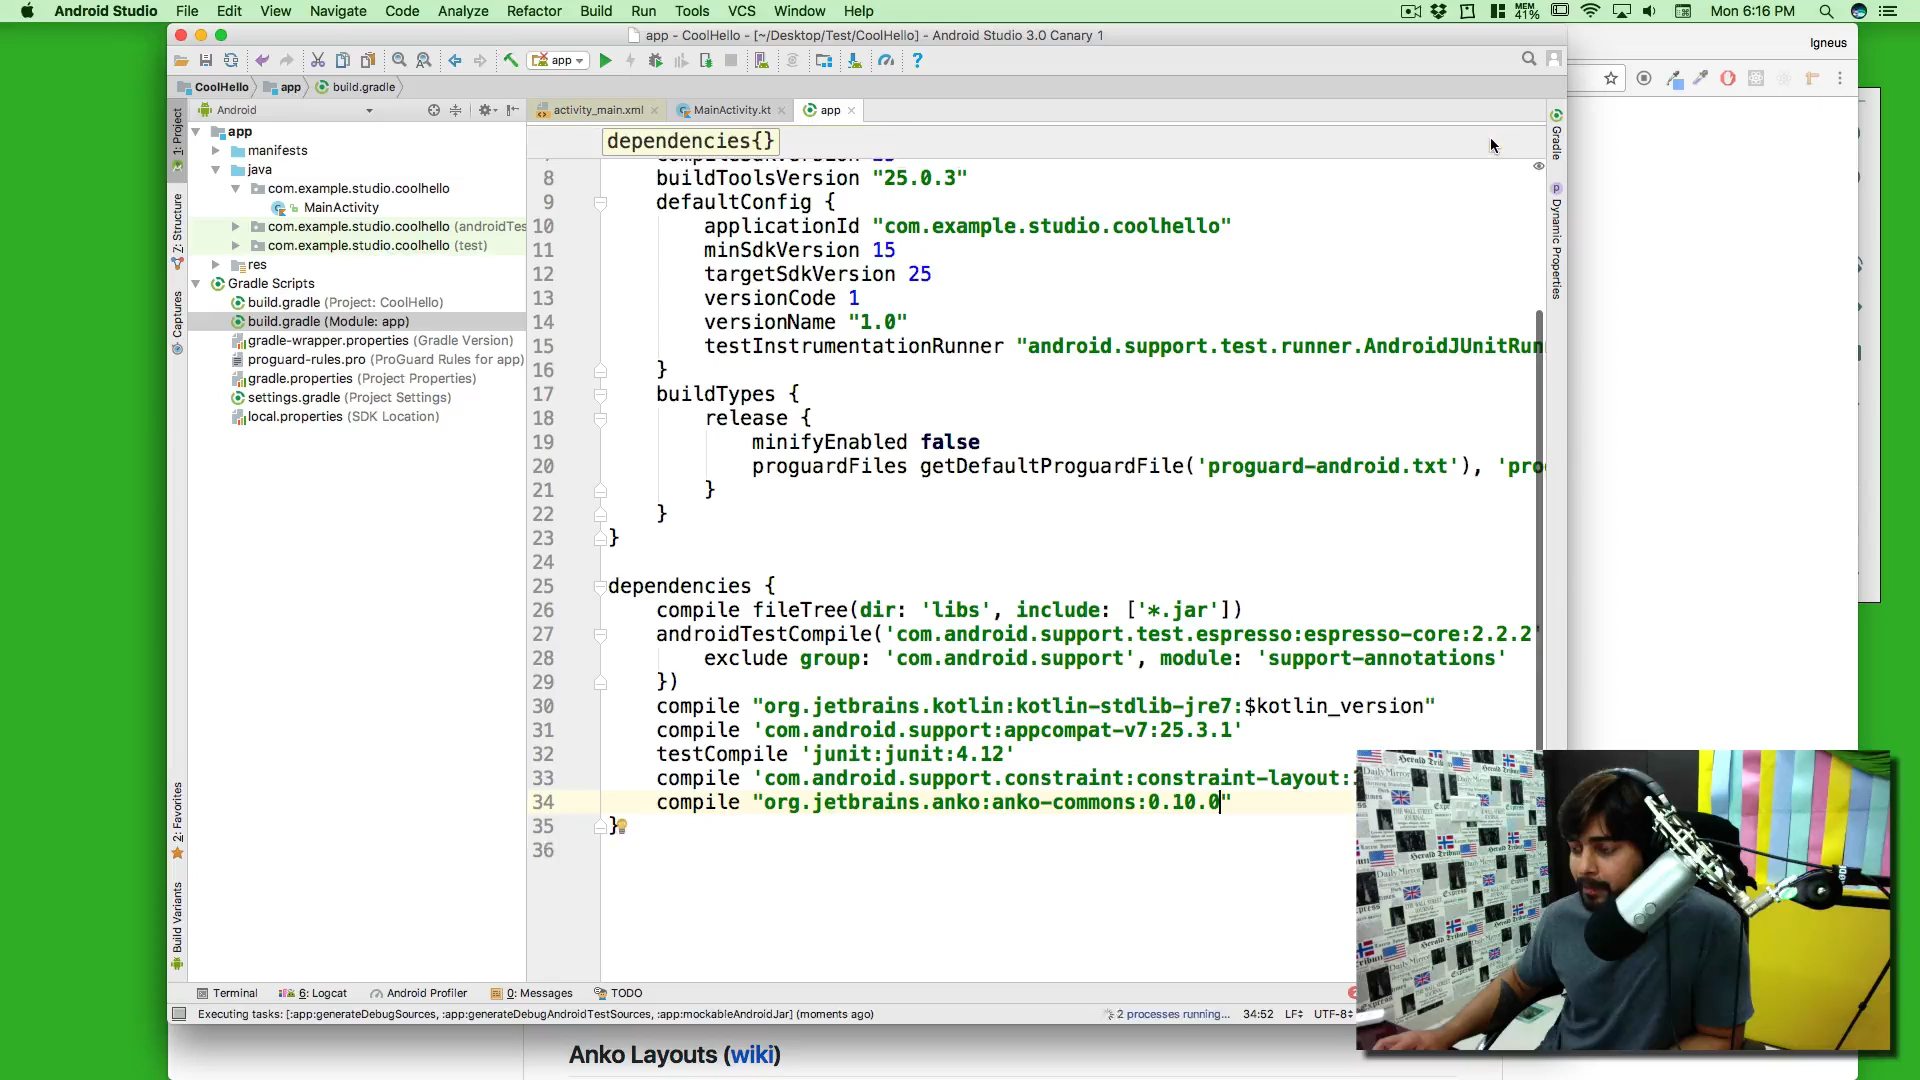 Android Studio File Edit View Navigate Code Analyze Refactor Build Run Tools VCS Window Help
MEM 41% Mon 6:16 PM
app - CoolHello - [~/Desktop/Test/CoolHello] - Android Studio 3.0 Canary 1
Igneus
app
CoolHello app build.gradle
Android
activity_main.xml MainActivity.kt app
1: Project
7: Structure
Captures
2: Favorites
Build Variants
app
manifests
java
com.example.studio.coolhello
MainActivity
com.example.studio.coolhello (androidTes
com.example.studio.coolhello (test)
res
Gradle Scripts
build.gradle (Project: CoolHello)
build.gradle (Module: app)
gradle-wrapper.properties (Gradle Version)
proguard-rules.pro (ProGuard Rules for app)
gradle.properties (Project Properties)
settings.gradle (Project Settings)
local.properties (SDK Location)
dependencies{}
8 buildToolsVersion "25.0.3"
9 defaultConfig {
10 applicationId "com.example.studio.coolhello"
11 minSdkVersion 15
12 targetSdkVersion 25
13 versionCode 1
14 versionName "1.0"
15 testInstrumentationRunner "android.support.test.runner.AndroidJUnitRun
16 }
17 buildTypes {
18 release {
19 minifyEnabled false
20 proguardFiles getDefaultProguardFile('proguard-android.txt'), 'pro
21 }
22 }
23 }
24
25 dependencies {
26 compile fileTree(dir: 'libs', include: ['*.jar'])
27 androidTestCompile('com.android.support.test.espresso:espresso-core:2.2.2'
28 exclude group: 'com.android.support', module: 'support-annotations'
29 })
30 compile "org.jetbrains.kotlin:kotlin-stdlib-jre7:$kotlin_version"
31 compile 'com.android.support:appcompat-v7:25.3.1'
32 testCompile 'junit:junit:4.12'
33 compile 'com.android.support.constraint:constraint-layout:
34 compile "org.jetbrains.anko:anko-commons:0.10.0"
35 }
36
Gradle
Dynamic Properties
Terminal 6: Logcat Android Profiler 0: Messages TODO
Executing tasks: [:app:generateDebugSources, :app:generateDebugAndroidTestSources, :app:mockableAndroidJar] (moments ago) 2 processes running... 34:52 LF UTF-8
Anko Layouts (wiki)